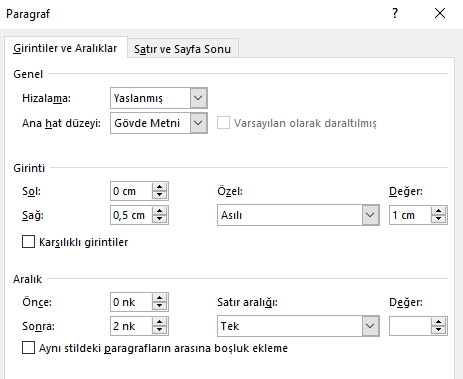 Paragraf ? ×
Girintiler ve Aralıklar Satır ve Sayfa Sonu
Genel
Hizalama: Yaslanmış
Ana hat düzeyi: Gövde Metni Varsayılan olarak daraltılmış
Girinti
Sol: 0 cm Özel: Değer:
Sağ: 0,5 cm Asılı 1 cm
Karşılıklı girintiler
Aralık
Önce: 0 nk Satır aralığı: Değer:
Sonra: 2 nk Tek
Aynı stildeki paragrafların arasına boşluk ekleme